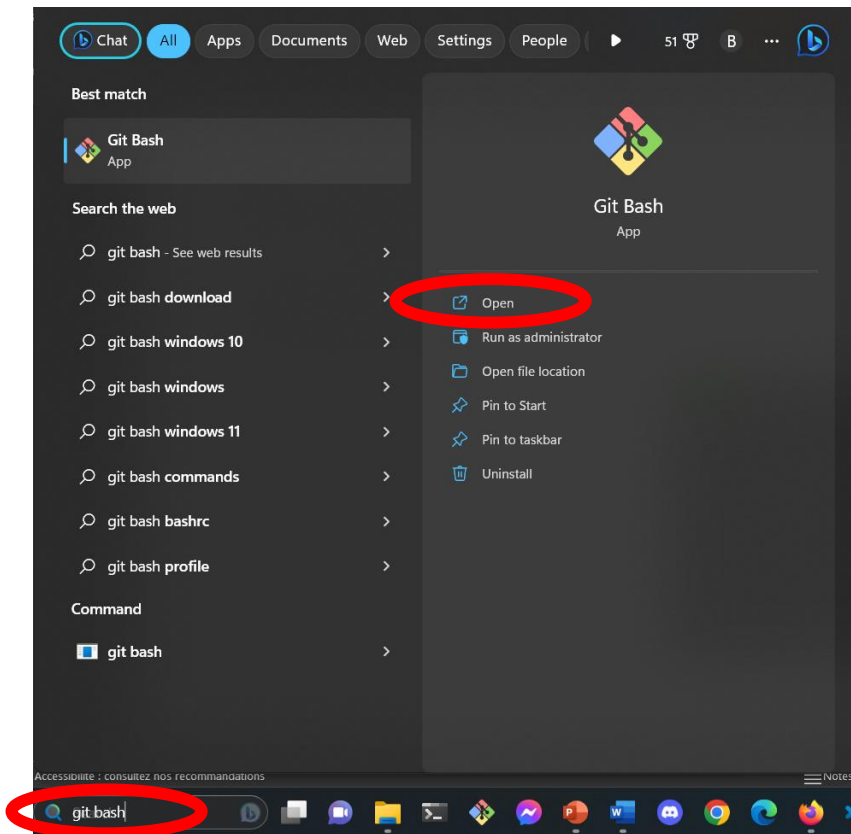 Chat All Apps Documents Web Settings People 51 B ...
Best match
Git Bash
App
Search the web
git bash - See web results
git bash download
git bash windows 10
git bash windows
git bash windows 11
git bash commands
git bash bashrc
git bash profile
Command
git bash
Git Bash
App
Open
Run as administrator
Open file location
Pin to Start
Pin to taskbar
Uninstall
Accessibilité : consultez nos recommandations Notes
git bash